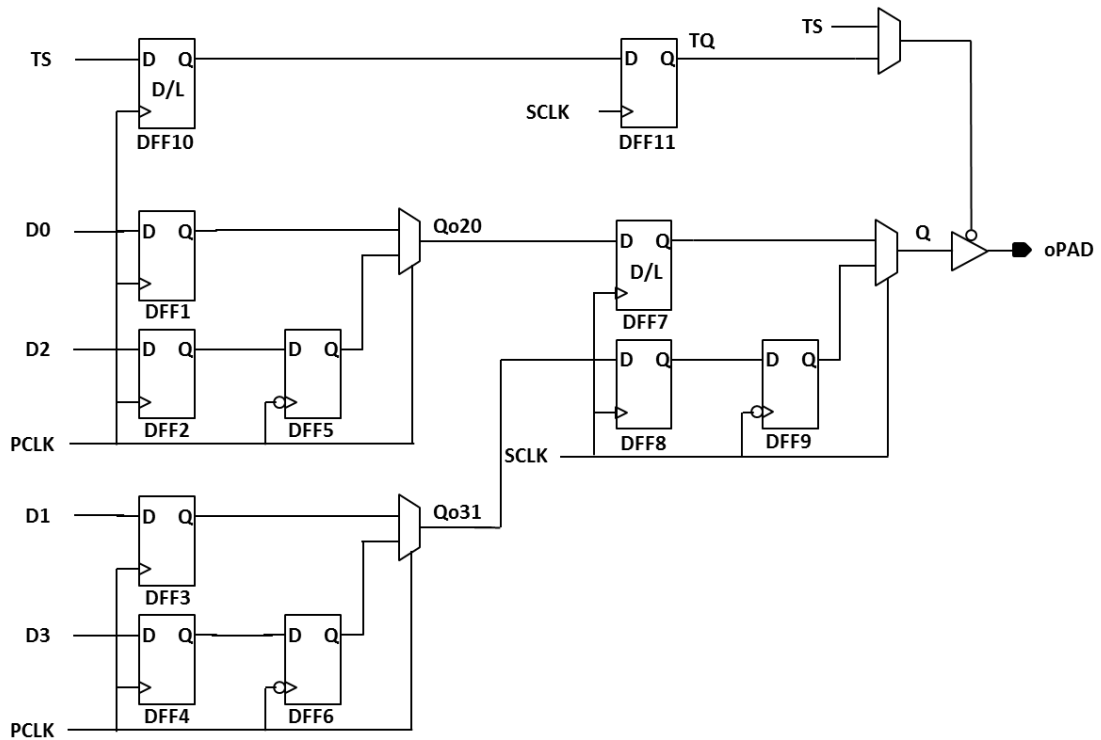 TS
TS D Q D/L DFF10 D Q TQ SCLK DFF11
D0 D Q DFF1 Qo20 D Q D/L DFF7 Q oPAD
D2 D Q DFF2 D Q DFF5 D Q DFF8 D Q DFF9
PCLK SCLK
D1 D Q DFF3 Qo31
D3 D Q DFF4 D Q DFF6
PCLK